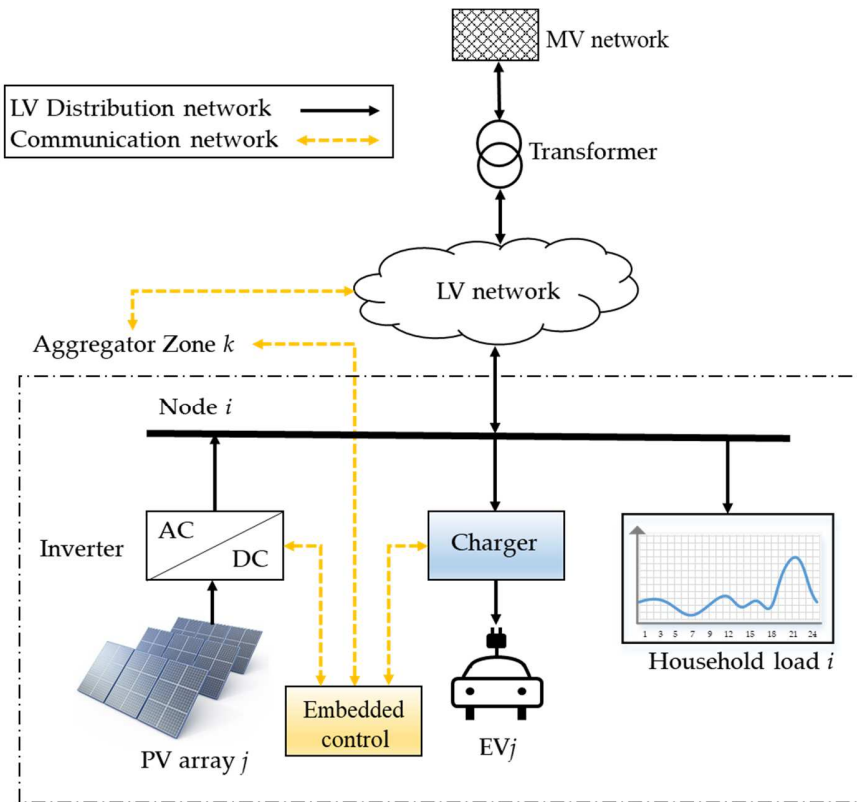 MV network
LV Distribution network
Communication network
Transformer
LV network
Aggregator Zone k
Node i
Inverter
AC
DC
Charger
1 3 5 7 9 12 15 18 21 24
Household load i
Embedded
control
PV array j
EVj